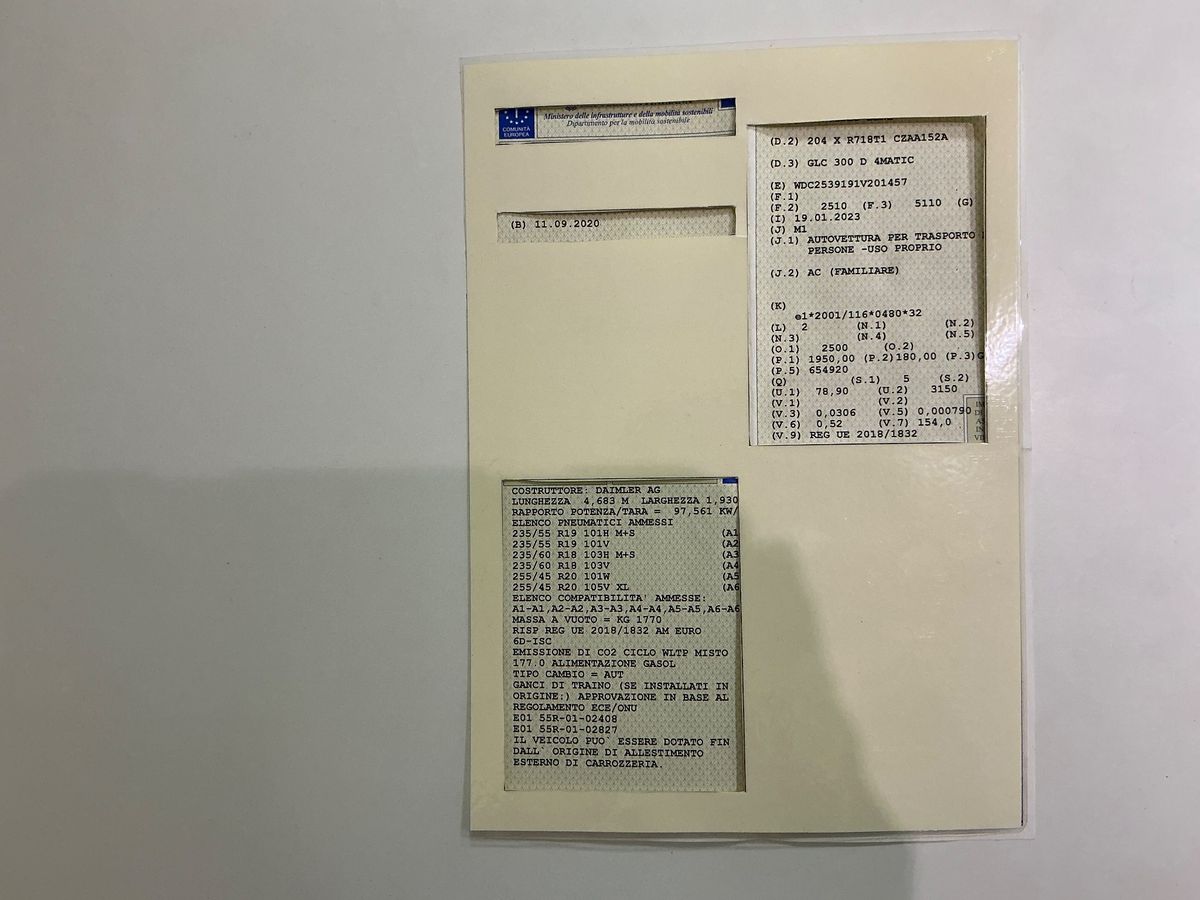 COMUNITÀ
EUROPEA
Ministero delle infrastrutture e della mobilità sostenibili
Dipartimento per la mobilità sostenibile
(B) 11.09.2020
COSTRUTTORE: DAIMLER AG
LUNGHEZZA 4,683 M LARGHEZZA 1,930
RAPPORTO POTENZA/TARA = 97,561 KW/
ELENCO PNEUMATICI AMMESSI
235/55 R19 101H M+S (A1
235/55 R19 101V (A2
235/60 R18 103H M+S (A3
235/60 R18 103V (A4
255/45 R20 101W (A5
255/45 R20 105V XL (A6
ELENCO COMPATIBILITA' AMMESSE:
A1-A1,A2-A2,A3-A3,A4-A4,A5-A5,A6-A6
MASSA A VUOTO = KG 1770
RISP REG UE 2018/1832 AM EURO
6D-ISC
EMISSIONE DI CO2 CICLO WLTP MISTO
177.0 ALIMENTAZIONE GASOL
TIPO CAMBIO = AUT
GANCI DI TRAINO (SE INSTALLATI IN
ORIGINE:) APPROVAZIONE IN BASE AL
REGOLAMENTO ECE/ONU
E01 55R-01-02408
E01 55R-01-02827
IL VEICOLO PUO` ESSERE DOTATO FIN
DALL` ORIGINE DI ALLESTIMENTO
ESTERNO DI CARROZZERIA.
(D.2) 204 X R718T1 CZAA152A
(D.3) GLC 300 D 4MATIC
(E) WDC2539191V201457
(F.1)
(F.2) 2510 (F.3) 5110 (G)
(I) 19.01.2023
(J) M1
(J.1) AUTOVETTURA PER TRASPORTO
PERSONE -USO PROPRIO
(J.2) AC (FAMILIARE)
(K)
e1*2001/116*0480*32
(L) 2 (N.1) (N.2)
(N.3) (N.4) (N.5)
(O.1) 2500 (O.2)
(P.1) 1950,00 (P.2)180,00 (P.3)G
(P.5) 654920
(Q) (S.1) 5 (S.2)
(U.1) 78,90 (U.2) 3150
(V.1) (V.2)
(V.3) 0,0306 (V.5) 0,000790
(V.6) 0,52 (V.7) 154,0
(V.9) REG UE 2018/1832